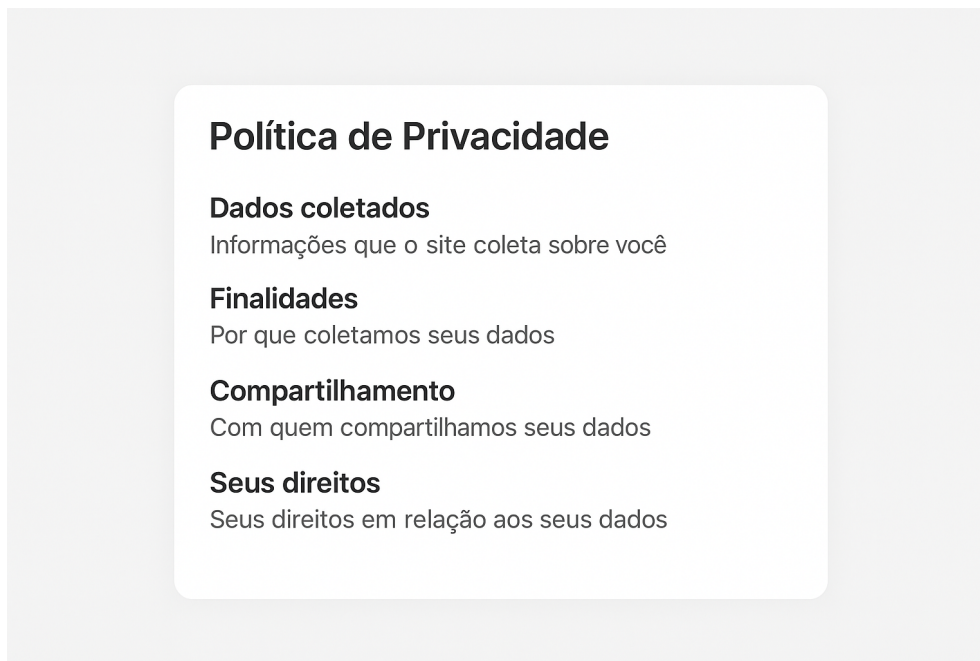 Política de Privacidade
Dados coletados
Informações que o site coleta sobre você
Finalidades
Por que coletamos seus dados
Compartilhamento
Com quem compartilhamos seus dados
Seus direitos
Seus direitos em relação aos seus dados